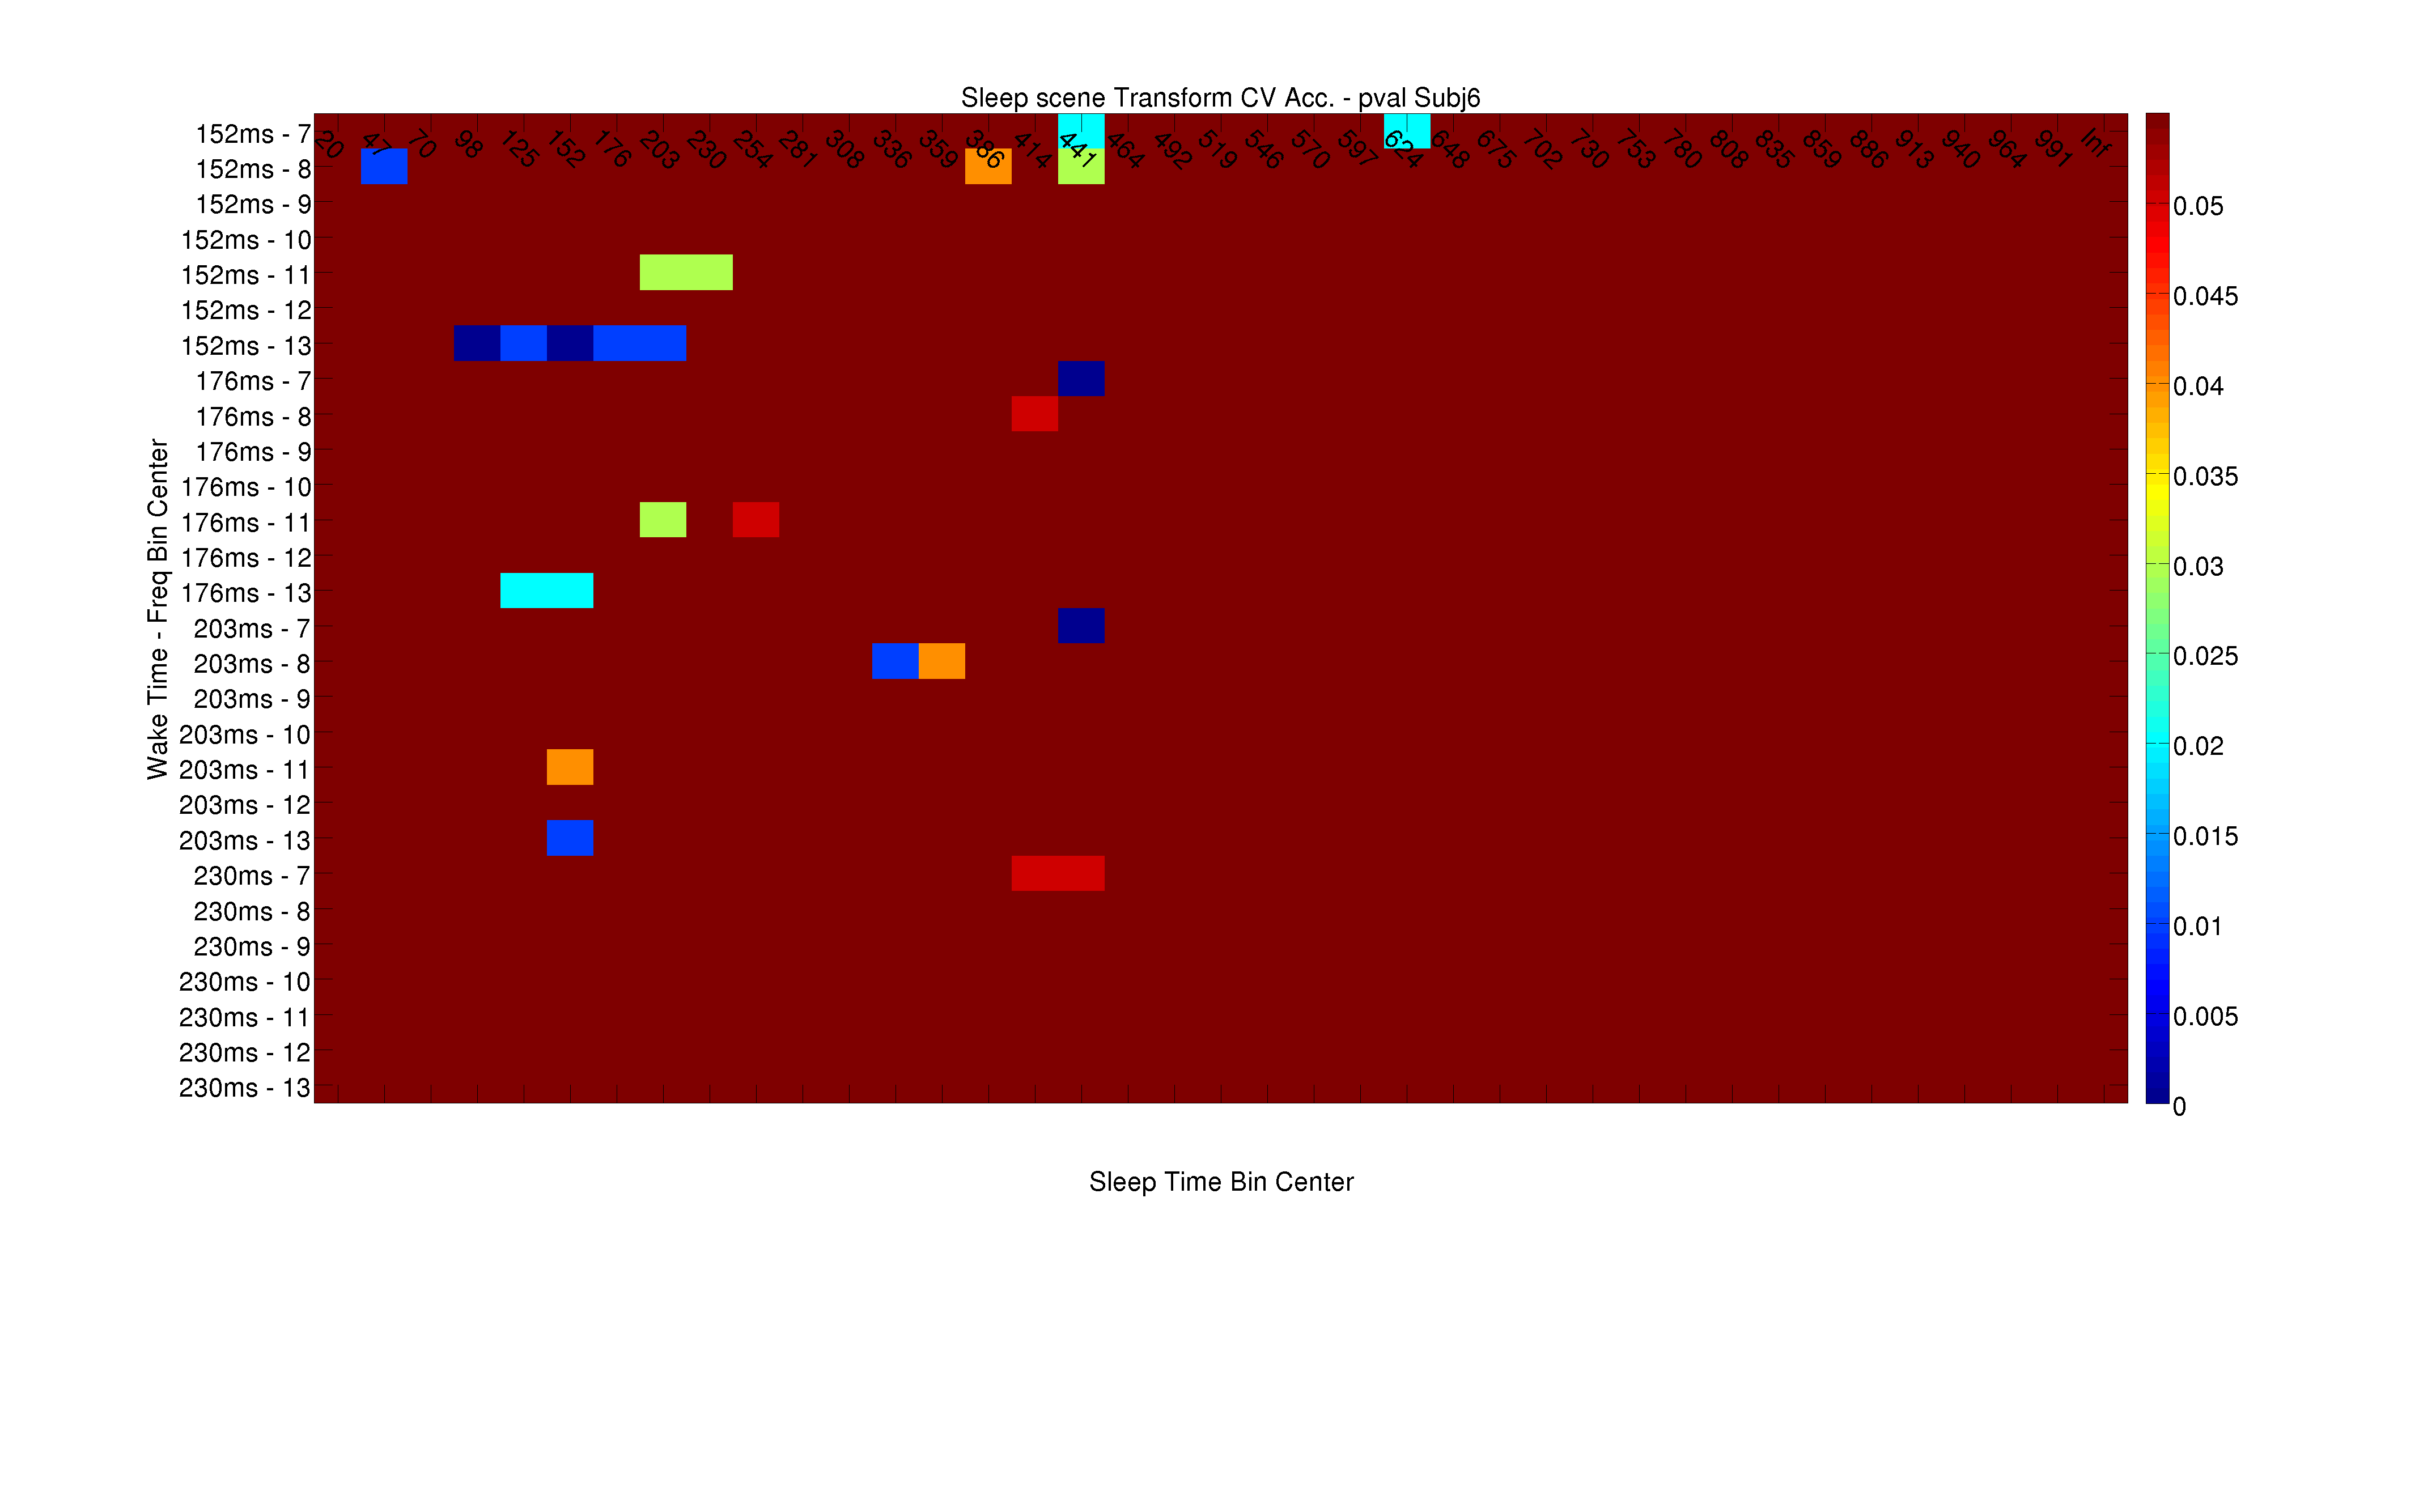 Sleep scene Transform CV Acc. - pval Subj6
20 47 70 98 125 152 176 203 230 254 281 308 336 359 386 414 441 464 492 519 546 570 597 624 648 675 702 730 753 780 808 835 859 886 913 940 964 991 Inf
152ms - 7
152ms - 8
152ms - 9
152ms - 10
152ms - 11
152ms - 12
152ms - 13
176ms - 7
176ms - 8
176ms - 9
176ms - 10
176ms - 11
176ms - 12
176ms - 13
203ms - 7
203ms - 8
203ms - 9
203ms - 10
203ms - 11
203ms - 12
203ms - 13
230ms - 7
230ms - 8
230ms - 9
230ms - 10
230ms - 11
230ms - 12
230ms - 13
Wake Time - Freq Bin Center
0.05
0.045
0.04
0.035
0.03
0.025
0.02
0.015
0.01
0.005
0
Sleep Time Bin Center